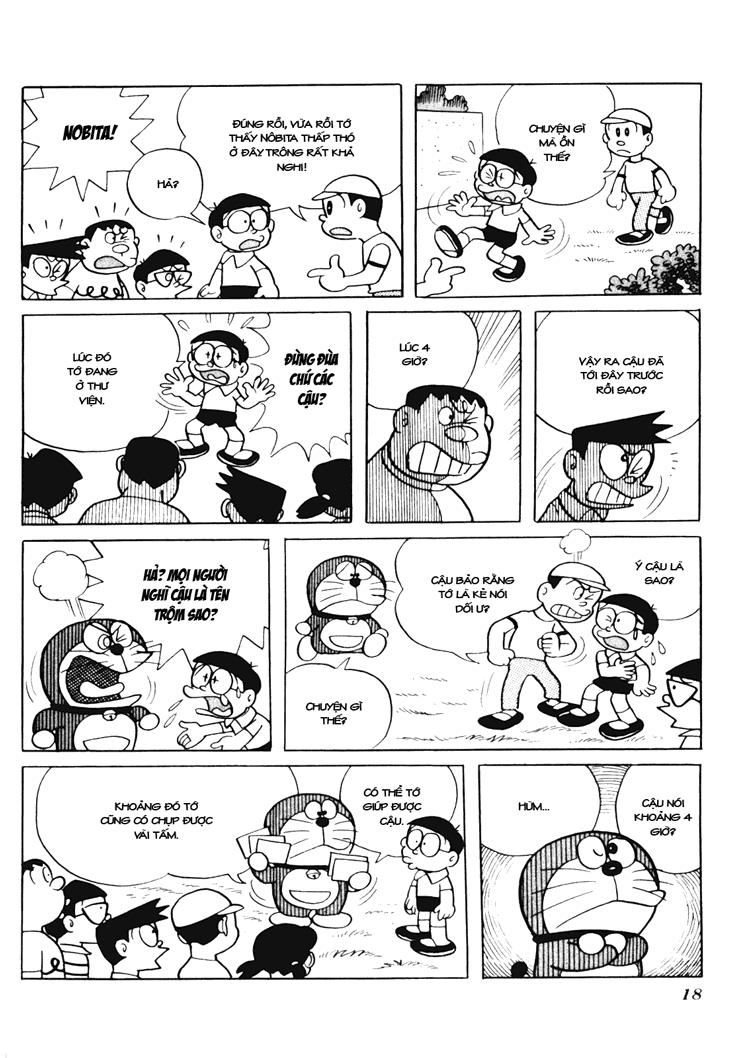 CHUYỆN GÌ
MÀ ỒN
THẾ?
ĐÚNG RỒI, VỪA RỒI TỚ
THẤY NÔBITA THẤP THÓ
Ở ĐÂY TRÔNG RẤT KHẢ
NGHI!
HẢ?
NOBITA!
VẬY RA CẬU ĐÃ
TỚI ĐÂY TRƯỚC
RỒI SAO?
LÚC 4
GIỜ?
ĐỪNG ĐÙA
CHỨ CÁC
CẬU?
LÚC ĐÓ
TỚ ĐANG
Ở THƯ
VIỆN.
Ý CẬU LÀ
SAO?
CẬU BẢO RẰNG
TỚ LÀ KẺ NÓI
DỐI Ư?
CHUYỆN GÌ
THẾ?
HẢ? MỌI NGƯỜI
NGHĨ CẬU LÀ TÊN
TRỘM SAO?
CẬU NÓI
KHOẢNG 4
GIỜ?
HỪM...
CÓ THỂ TỚ
GIÚP ĐƯỢC
CẬU.
KHOẢNG ĐÓ TỚ
CŨNG CÓ CHỤP ĐƯỢC
VÀI TẤM.
18